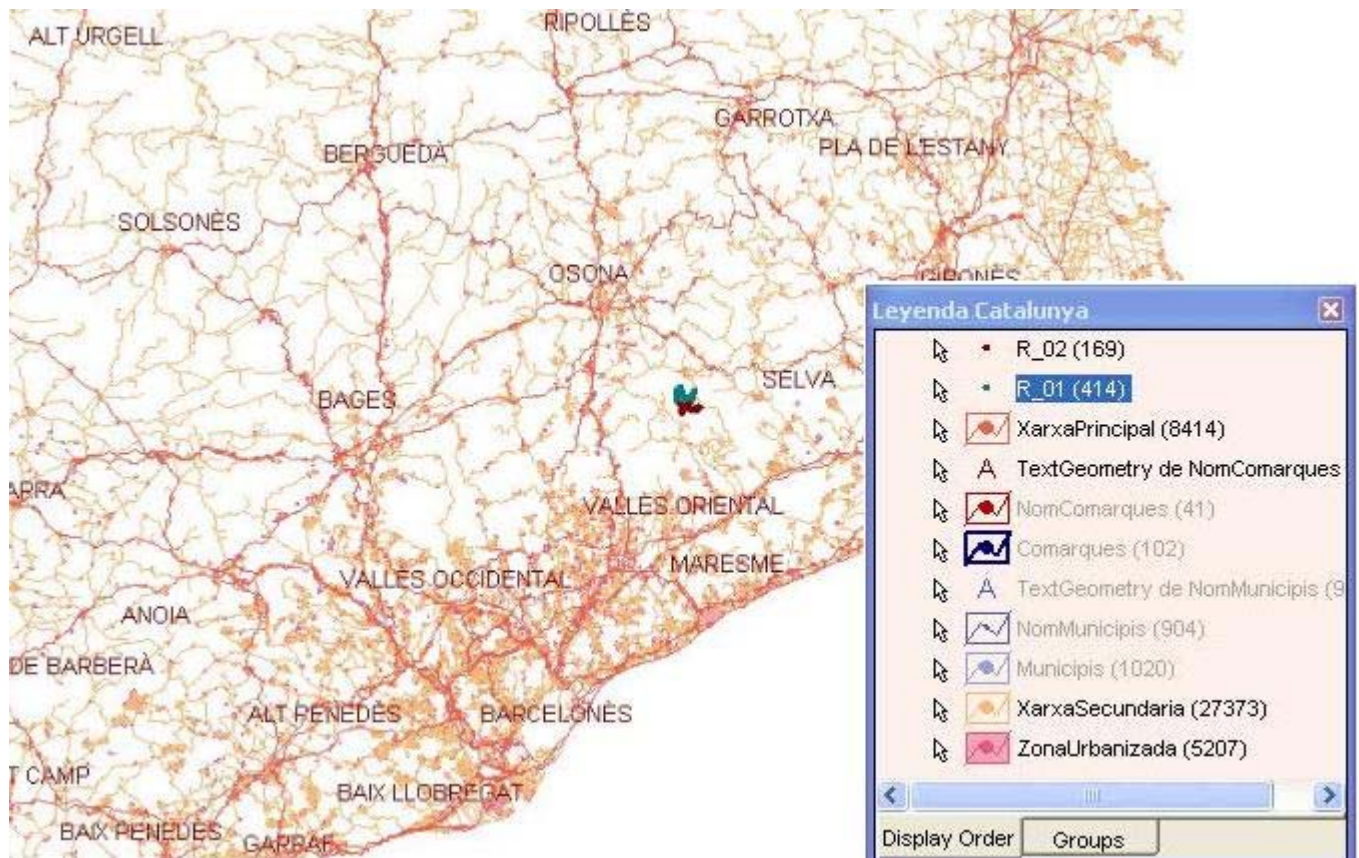 ALT URGELL
RIPOLLÈS
GARROTXA
BERGUEDÀ
PLA DE L'ESTANY
SOLSONÈS
OSONA
GIRONÈS
SELVA
BAGES
APRA
VALLÈS ORIENTAL
MARESME
VALLÈS OCCIDENTAL
ANOIA
DE BARBERÀ
ALT PENEDÈS
BARCELONÈS
T CAMP
BAIX LLOBREGAT
BAIX PENEDÈS
GARRAF
Leyenda Catalunya
R_02 (169)
R_01 (414)
XarxaPrincipal (8414)
A TextGeometry de NomComarques
NomComarques (41)
Comarques (102)
A TextGeometry de NomMunicipis (9
NomMunicipis (904)
Municipis (1020)
XarxaSecundaria (27373)
ZonaUrbanizada (5207)
Display Order
Groups